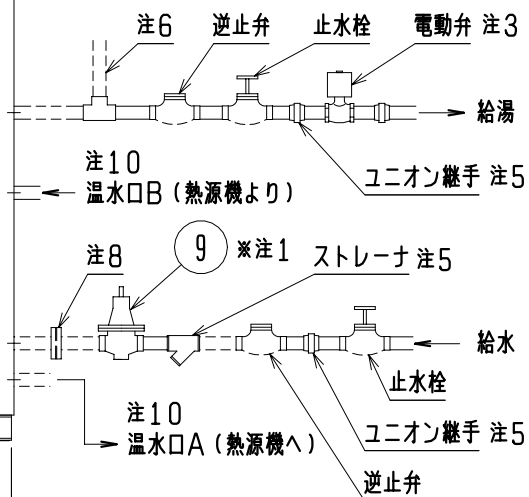 注6 逆止弁 止水栓 電動弁 注3
給湯
ユニオン継手 注5
注10
温水口B(熱源機より)
9 ※注1 ストレーナ 注5
注8
給水
止水栓
注10
温水口A(熱源機へ)
ユニオン継手 注5
逆止弁